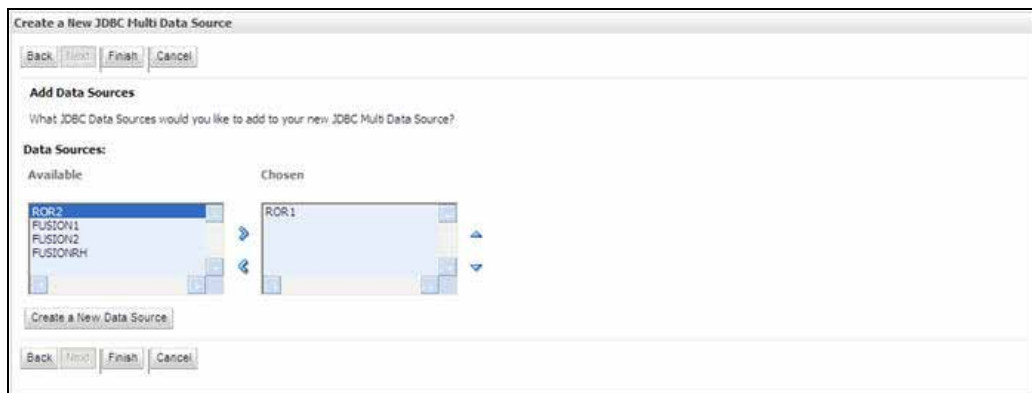 Create a New JDBC Multi Data Source
Back Next Finish Cancel
Add Data Sources
What JDBC Data Sources would you like to add to your new JDBC Multi Data Source?
Data Sources:
Available Chosen
ROR2 ROR1
FUSION1
FUSION2
FUSIONRH
Create a New Data Source
Back Next Finish Cancel